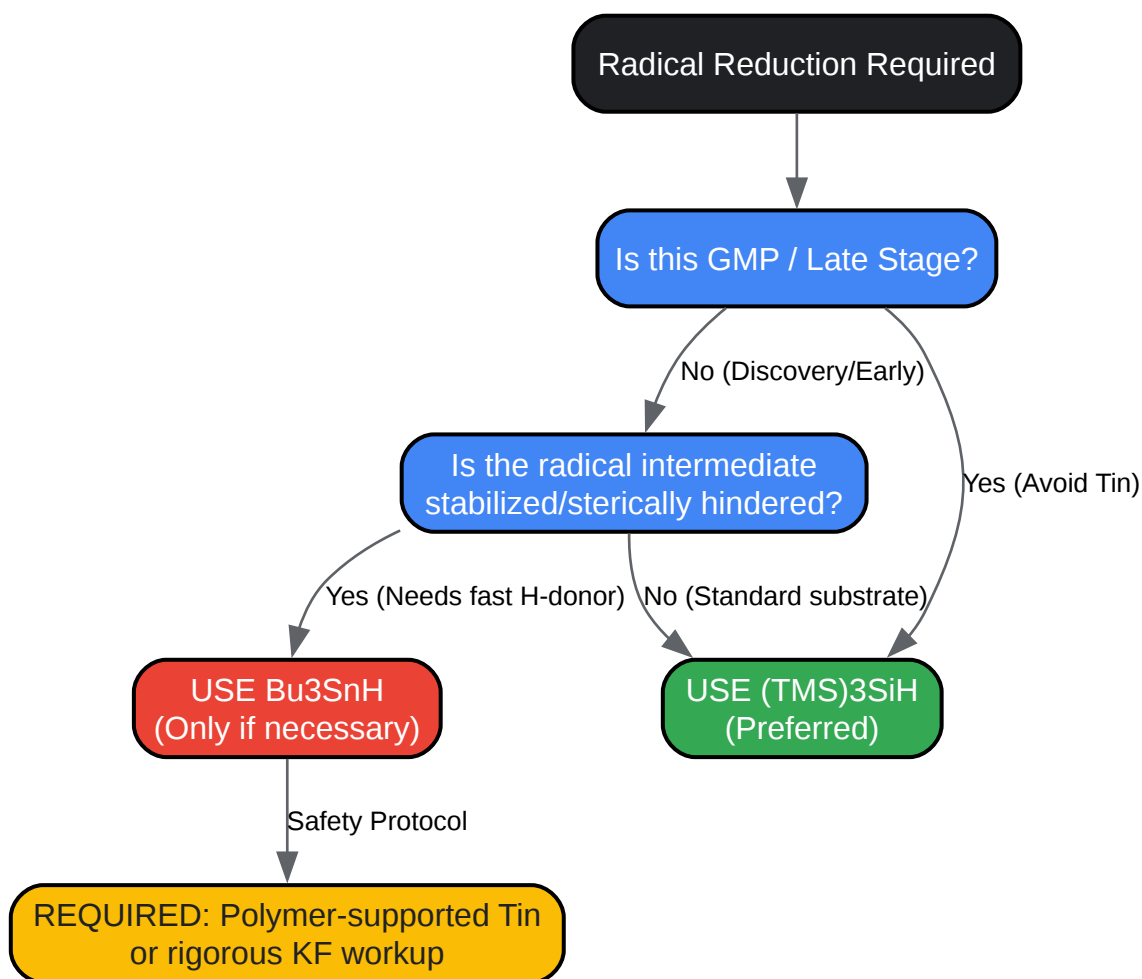 Radical Reduction Required
Is this GMP / Late Stage?
No (Discovery/Early)
Is the radical intermediate
stabilized/sterically hindered?
Yes (Avoid Tin)
Yes (Needs fast H-donor)
No (Standard substrate)
USE Bu3SnH
(Only if necessary)
USE (TMS)3SiH
(Preferred)
Safety Protocol
REQUIRED: Polymer-supported Tin
or rigorous KF workup